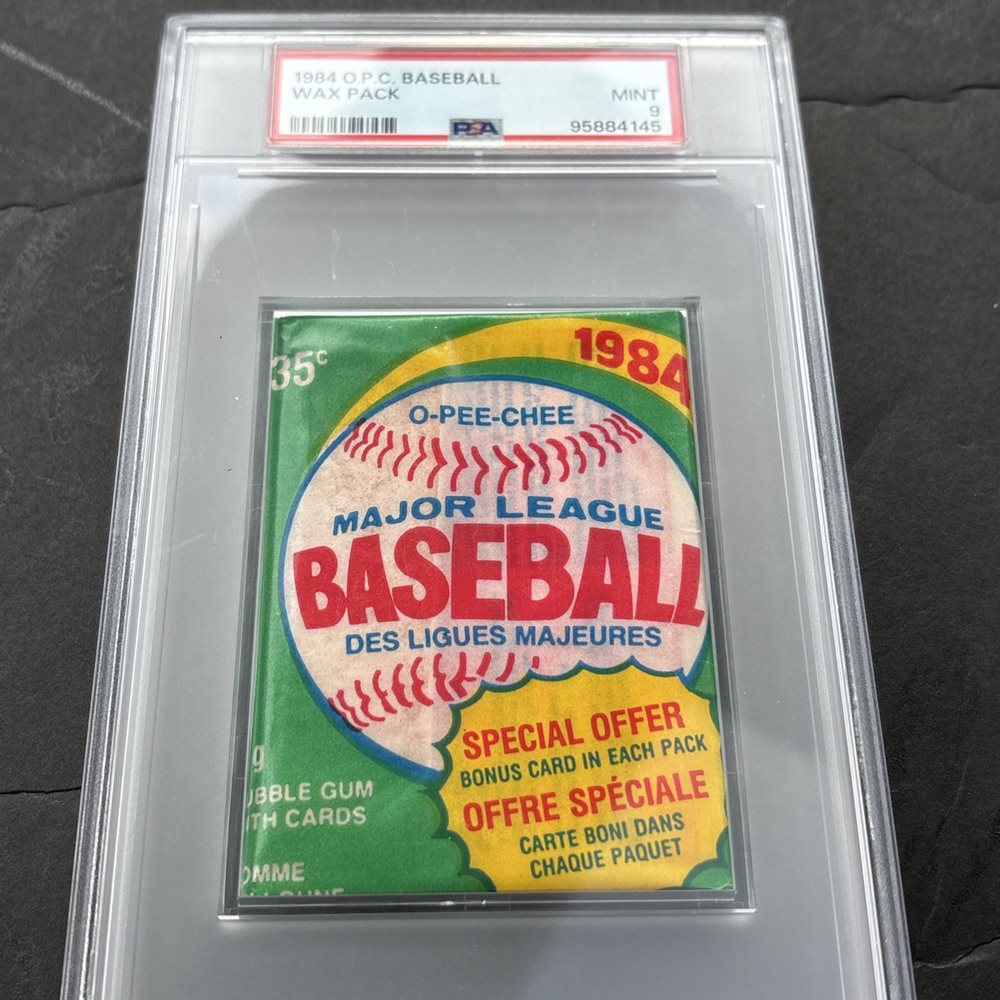 1984 O.P.C. BASEBALL
WAX PACK
MINT
9
PSA
95884145
35¢
1984
O-PEE-CHEE
MAJOR LEAGUE
BASEBALL
DES LIGUES MAJEURES
SPECIAL OFFER
BONUS CARD IN EACH PACK
OFFRE SPÉCIALE
CARTE BONI DANS
CHAQUE PAQUET
g
UBBLE GUM
ITH CARDS
OMME